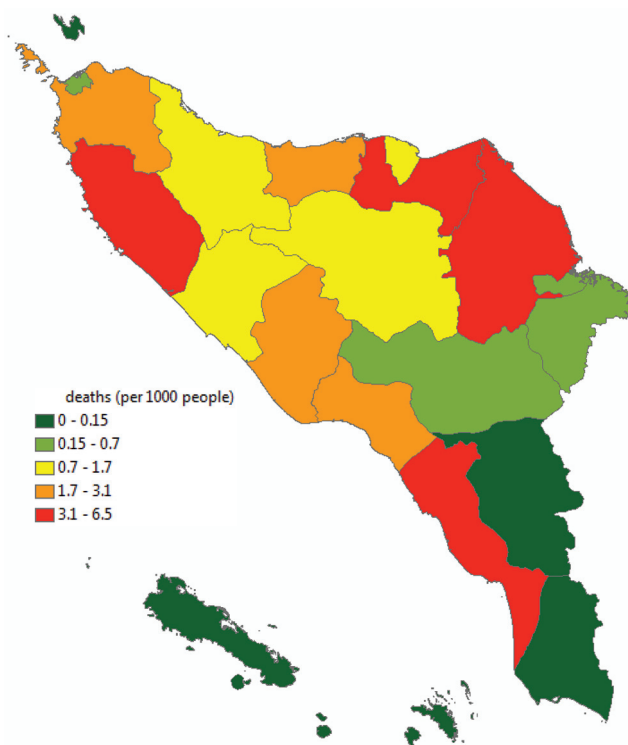 deaths (per 1000 people)
0 - 0.15
0.15 - 0.7
0.7 - 1.7
1.7 - 3.1
3.1 - 6.5